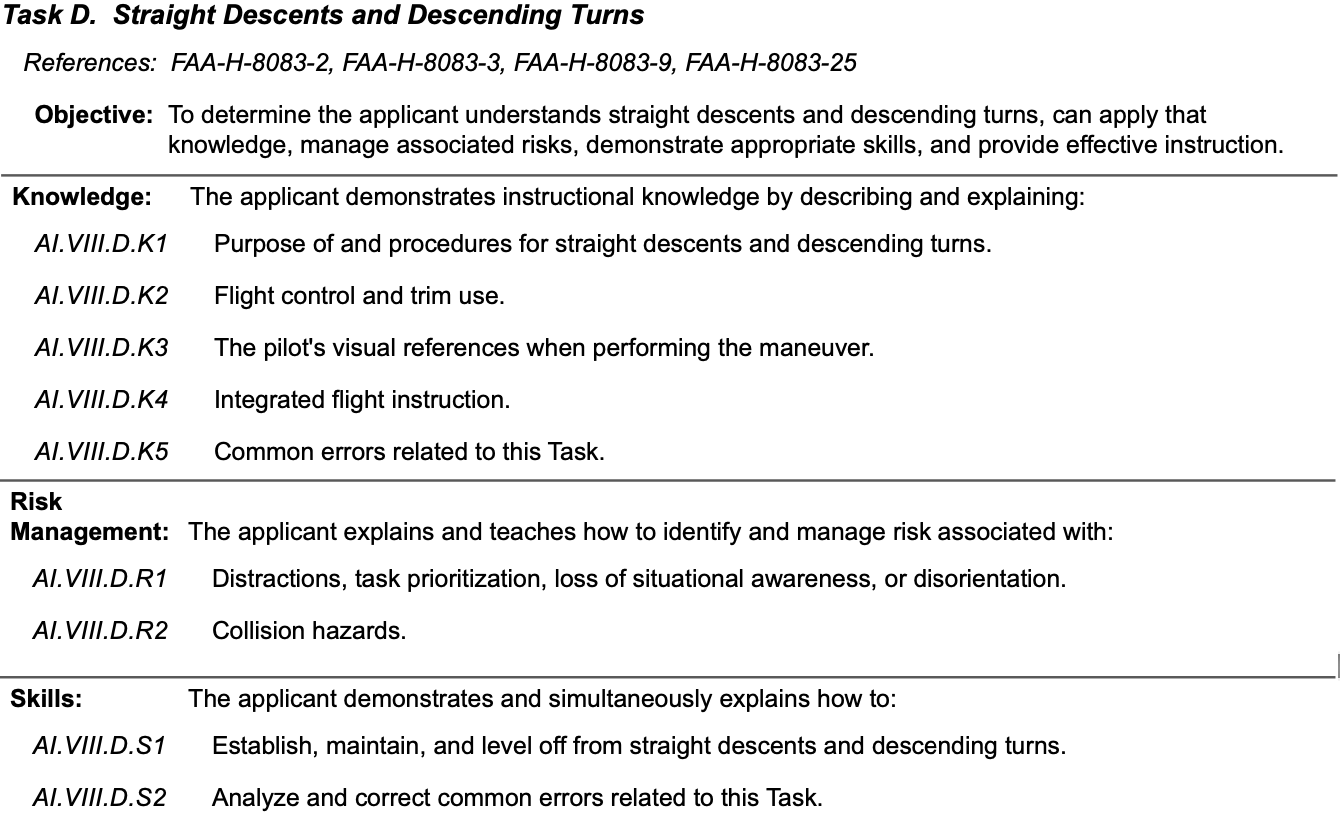 Task D. Straight Descents and Descending Turns
References: FAA-H-8083-2, FAA-H-8083-3, FAA-H-8083-9, FAA-H-8083-25
Objective: To determine the applicant understands straight descents and descending turns, can apply that
knowledge, manage associated risks, demonstrate appropriate skills, and provide effective instruction.
Knowledge: The applicant demonstrates instructional knowledge by describing and explaining:
AI.VIII.D.K1 Purpose of and procedures for straight descents and descending turns.
AI.VIII.D.K2 Flight control and trim use.
AI.VIII.D.K3 The pilot's visual references when performing the maneuver.
AI.VIII.D.K4 Integrated flight instruction.
AI.VIII.D.K5 Common errors related to this Task.
Risk
Management: The applicant explains and teaches how to identify and manage risk associated with:
AI.VIII.D.R1 Distractions, task prioritization, loss of situational awareness, or disorientation.
AI.VIII.D.R2 Collision hazards.
Skills: The applicant demonstrates and simultaneously explains how to:
AI.VIII.D.S1 Establish, maintain, and level off from straight descents and descending turns.
AI.VIII.D.S2 Analyze and correct common errors related to this Task.